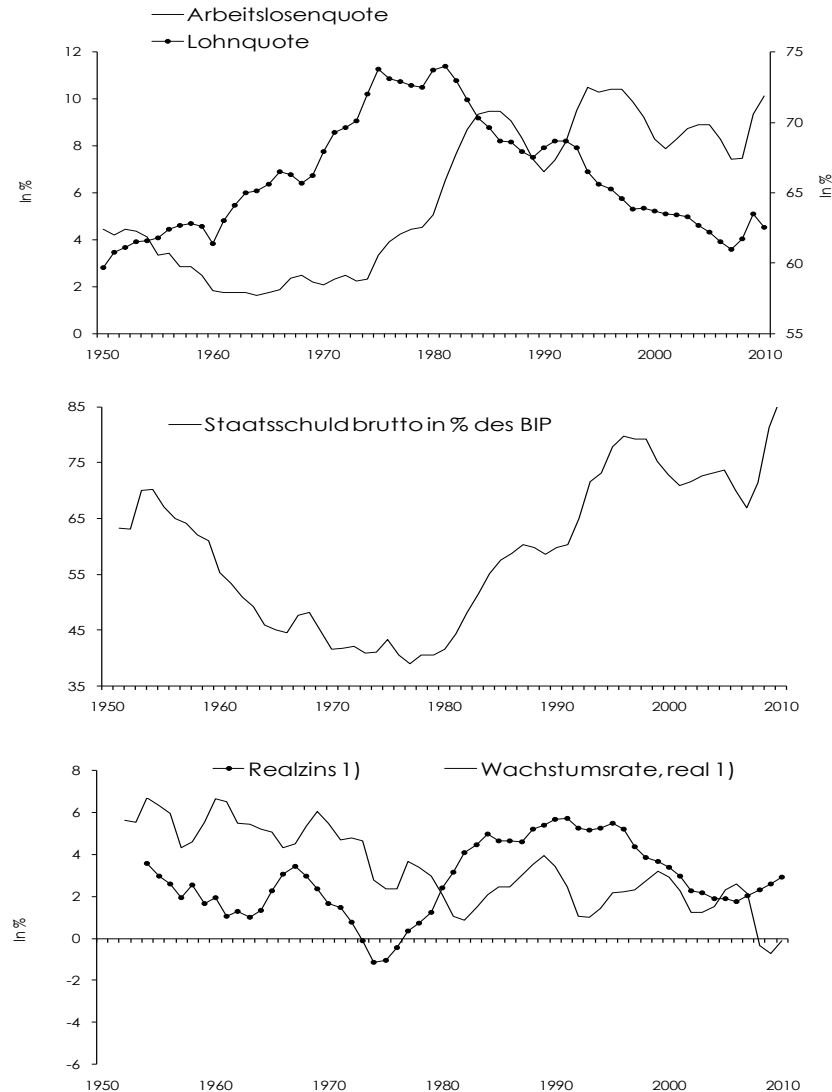 Arbeitslosenquote
Lohnquote
12
10
8
6
4
2
0
In %
75
70
65
60
55
In %
1950 1960 1970 1980 1990 2000 2010
Staatsschuld brutto in % des BIP
85
75
65
55
45
35
1950 1960 1970 1980 1990 2000 2010
Realzins 1) Wachstumsrate, real 1)
8
6
4
2
0
-2
-4
-6
In %
1950 1960 1970 1980 1990 2000 2010